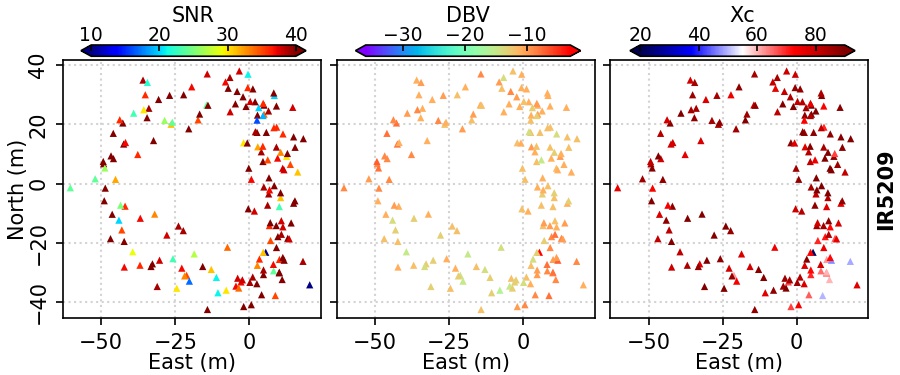 SNR DBV Xc
10 20 30 40 −30 −20 −10 20 40 60 80
40
20
0
−20
−40
North (m)
IR5209
−50 −25 0 −50 −25 0 −50 −25 0
East (m) East (m) East (m)